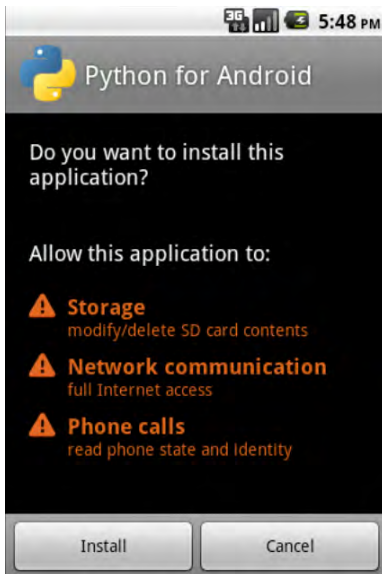 3G 5:48 PM
Python for Android
Do you want to install this
application?
Allow this application to:
Storage
modify/delete SD card contents
Network communication
full Internet access
Phone calls
read phone state and identity
Install Cancel